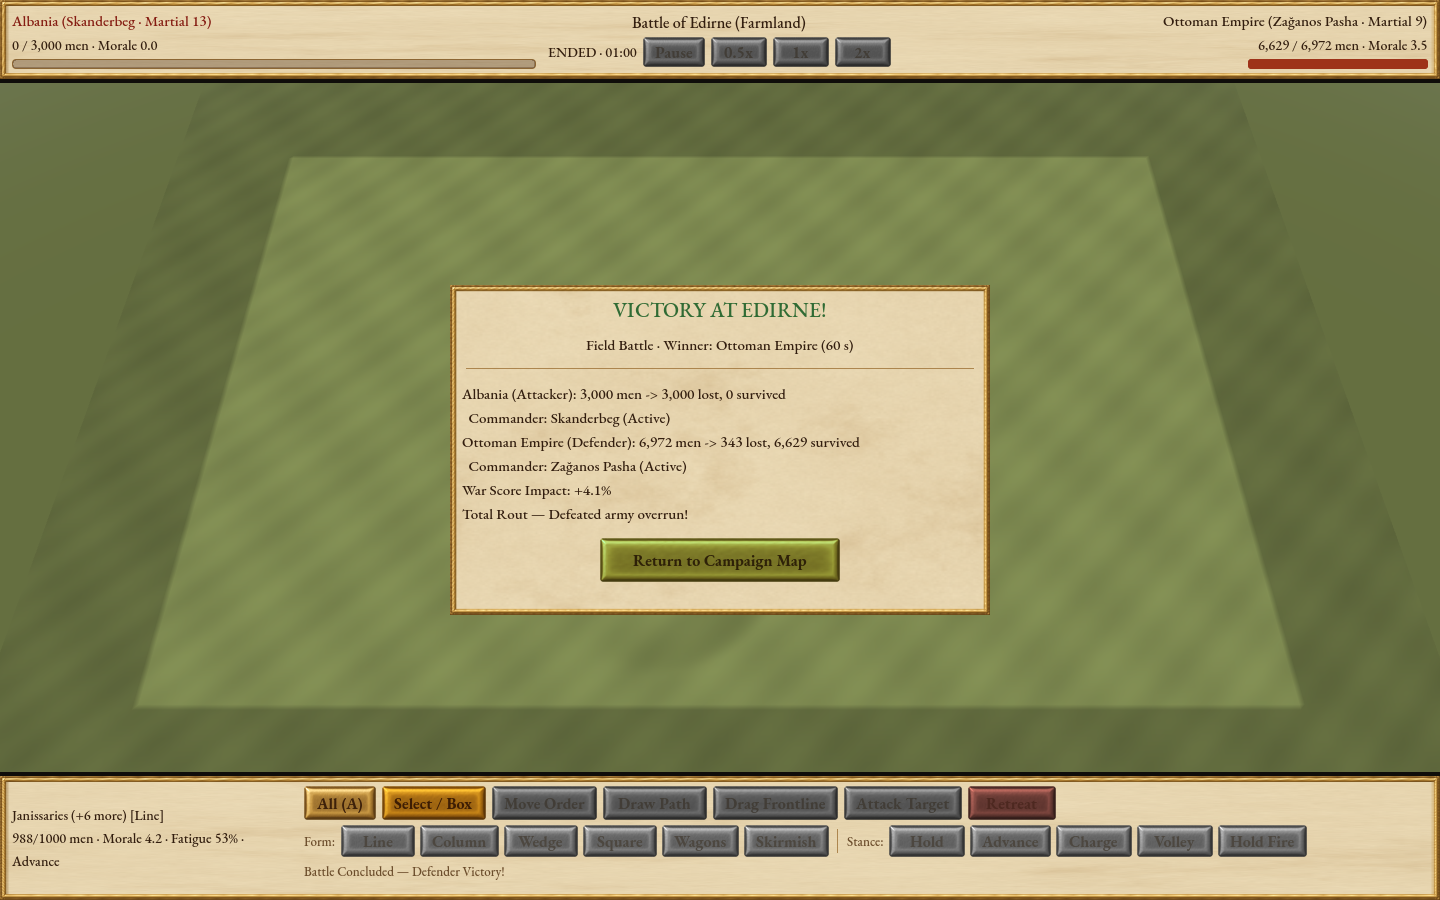 Albania (Skanderbeg · Martial 13)
0 / 3,000 men · Morale 0.0
Battle of Edirne (Farmland)
ENDED · 01:00 Pause 0.5x 1x 2x
Ottoman Empire (Zağanos Pasha · Martial 9)
6,629 / 6,972 men · Morale 3.5
VICTORY AT EDIRNE!
Field Battle · Winner: Ottoman Empire (60 s)
Albania (Attacker): 3,000 men -> 3,000 lost, 0 survived
Commander: Skanderbeg (Active)
Ottoman Empire (Defender): 6,972 men -> 343 lost, 6,629 survived
Commander: Zağanos Pasha (Active)
War Score Impact: +4.1%
Total Rout — Defeated army overrun!
Return to Campaign Map
Janissaries (+6 more) [Line]
988/1000 men · Morale 4.2 · Fatigue 53% ·
Advance
All (A) Select / Box Move Order Draw Path Drag Frontline Attack Target Retreat
Form: Line Column Wedge Square Wagons Skirmish Stance: Hold Advance Charge Volley Hold Fire
Battle Concluded — Defender Victory!